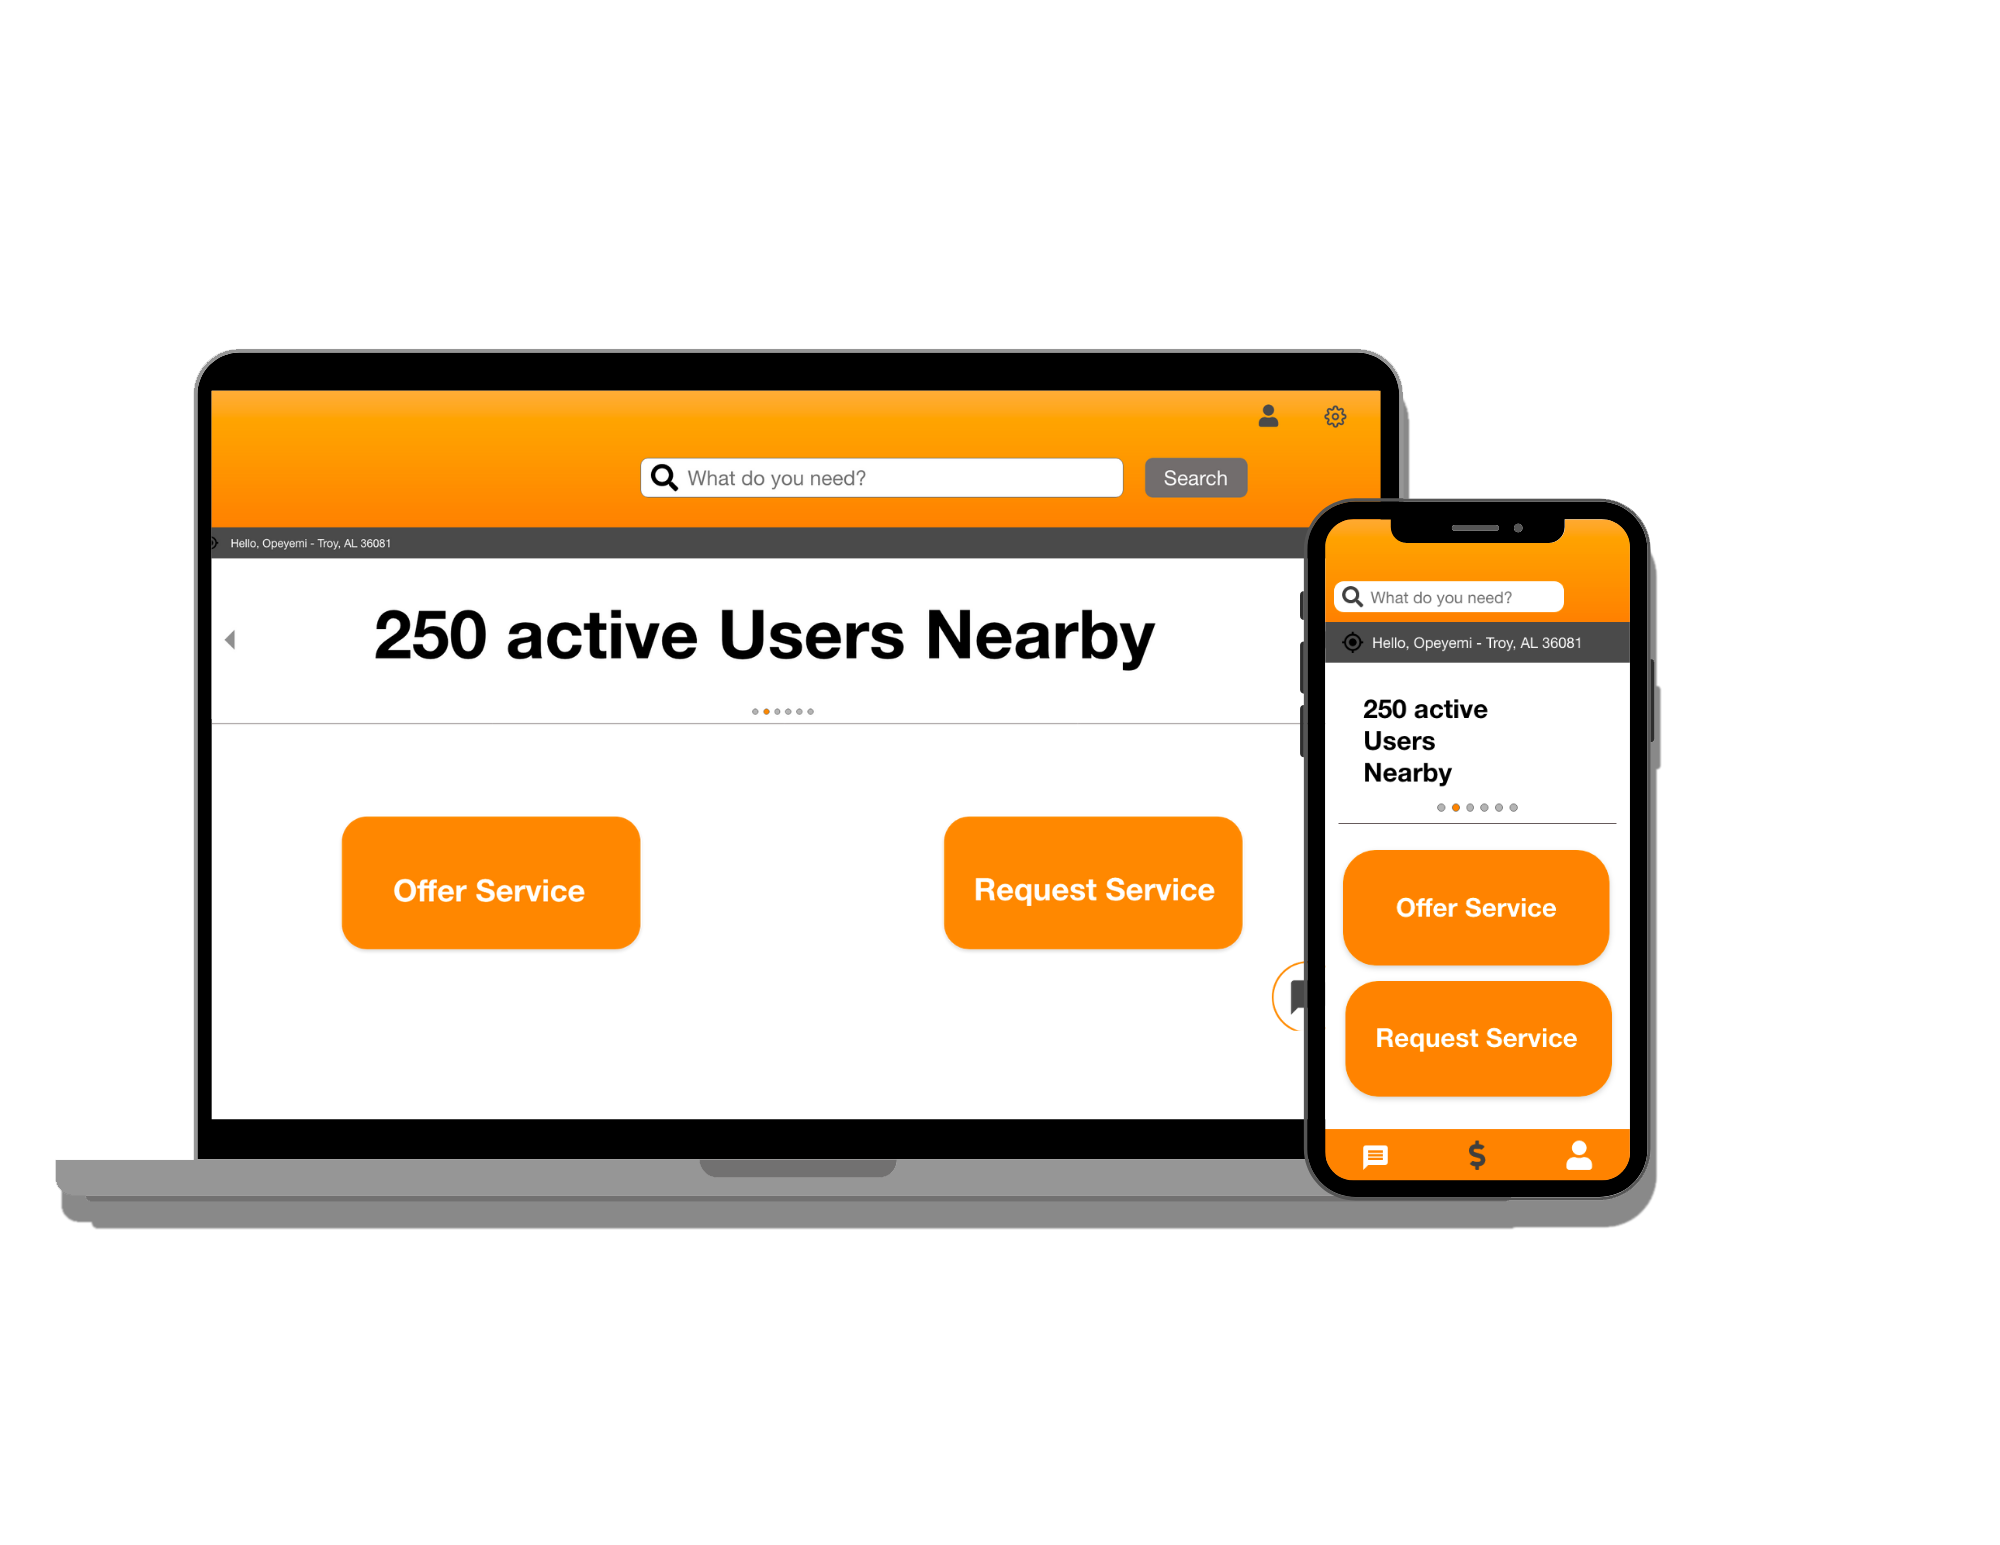 What do you need?
Search
Hello, Opeyemi - Troy, AL 36081
250 active Users Nearby
Offer Service
Request Service
What do you need?
Hello, Opeyemi - Troy, AL 36081
250 active
Users
Nearby
Offer Service
Request Service
$